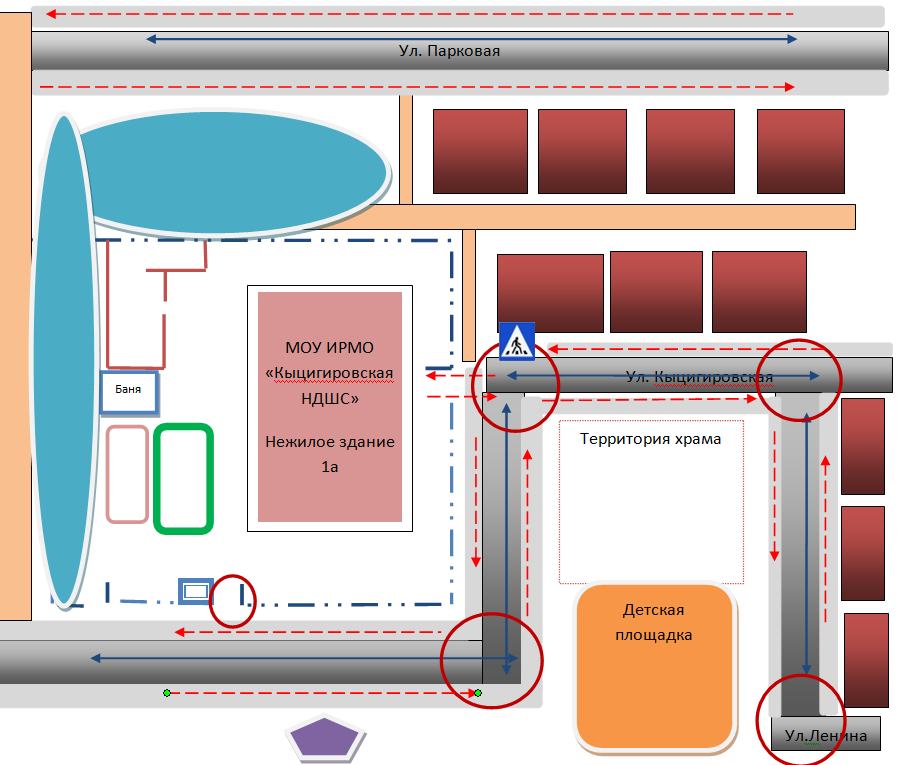 Ул. Парковая
МОУ ИРМО
«Кыцигировская
НДШС»
Нежилое здание
1а
Баня
Ул. Кыцигировская
Территория храма
Детская
площадка
Ул.Ленина